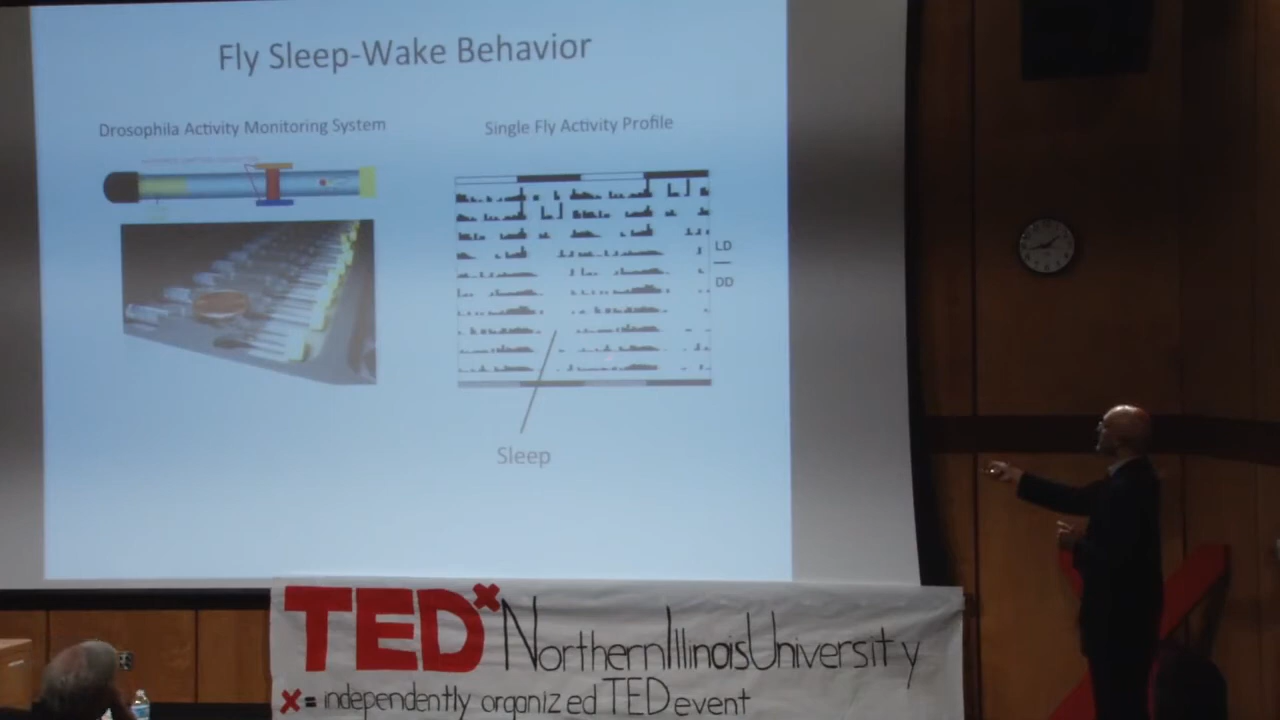 Fly Sleep-Wake Behavior
Drosophila Activity Monitoring System
Single Fly Activity Profile
LD
DD
Sleep
TEDx NorthernIllinoisUniversity
x = independently organized TED event